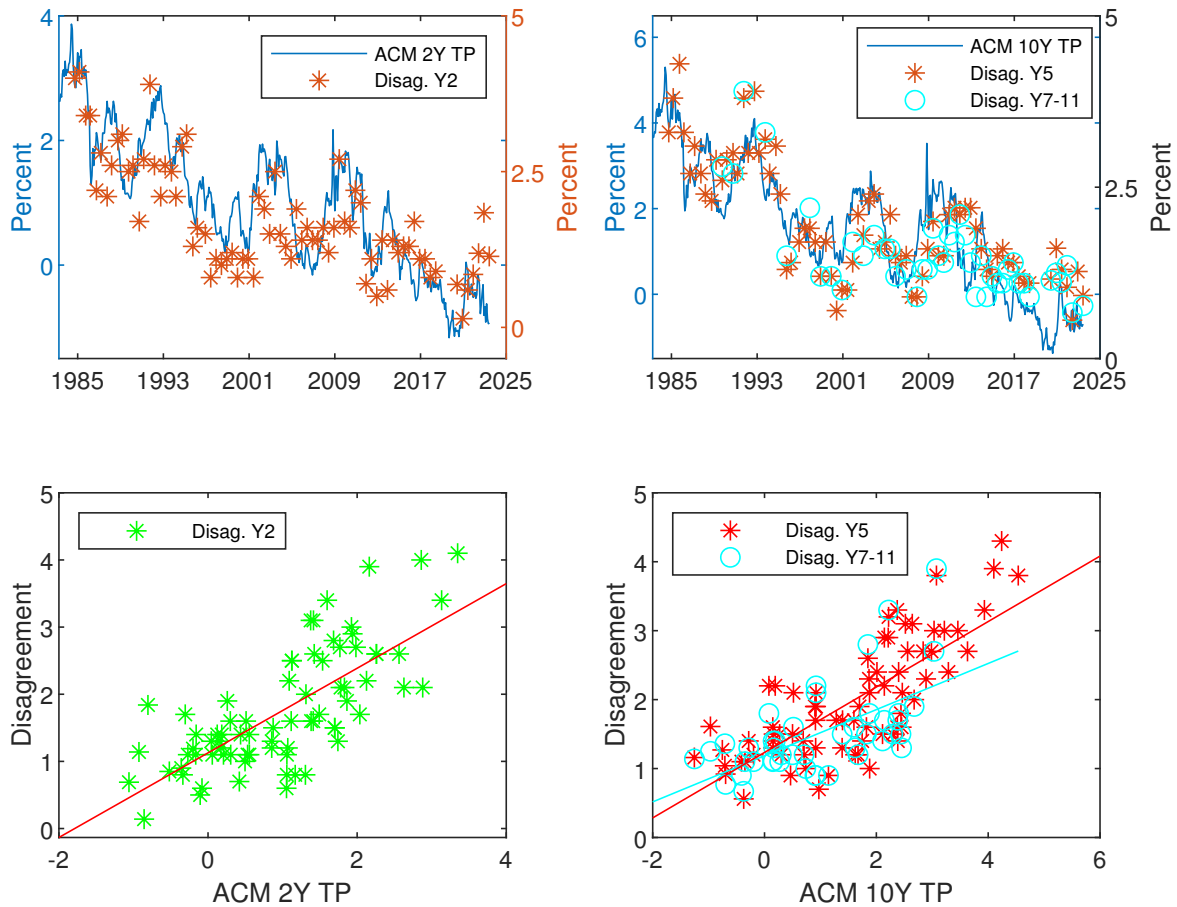 4
2
0
Percent
5
2.5
0
Percent
ACM 2Y TP
Disag. Y2
1985 1993 2001 2009 2017 2025
6
4
2
0
Percent
5
2.5
0
Percent
ACM 10Y TP
Disag. Y5
Disag. Y7-11
1985 1993 2001 2009 2017 2025
5
4
3
2
1
0
Disagreement
Disag. Y2
-2 0 2 4
ACM 2Y TP
5
4
3
2
1
0
Disagreement
Disag. Y5
Disag. Y7-11
-2 0 2 4 6
ACM 10Y TP